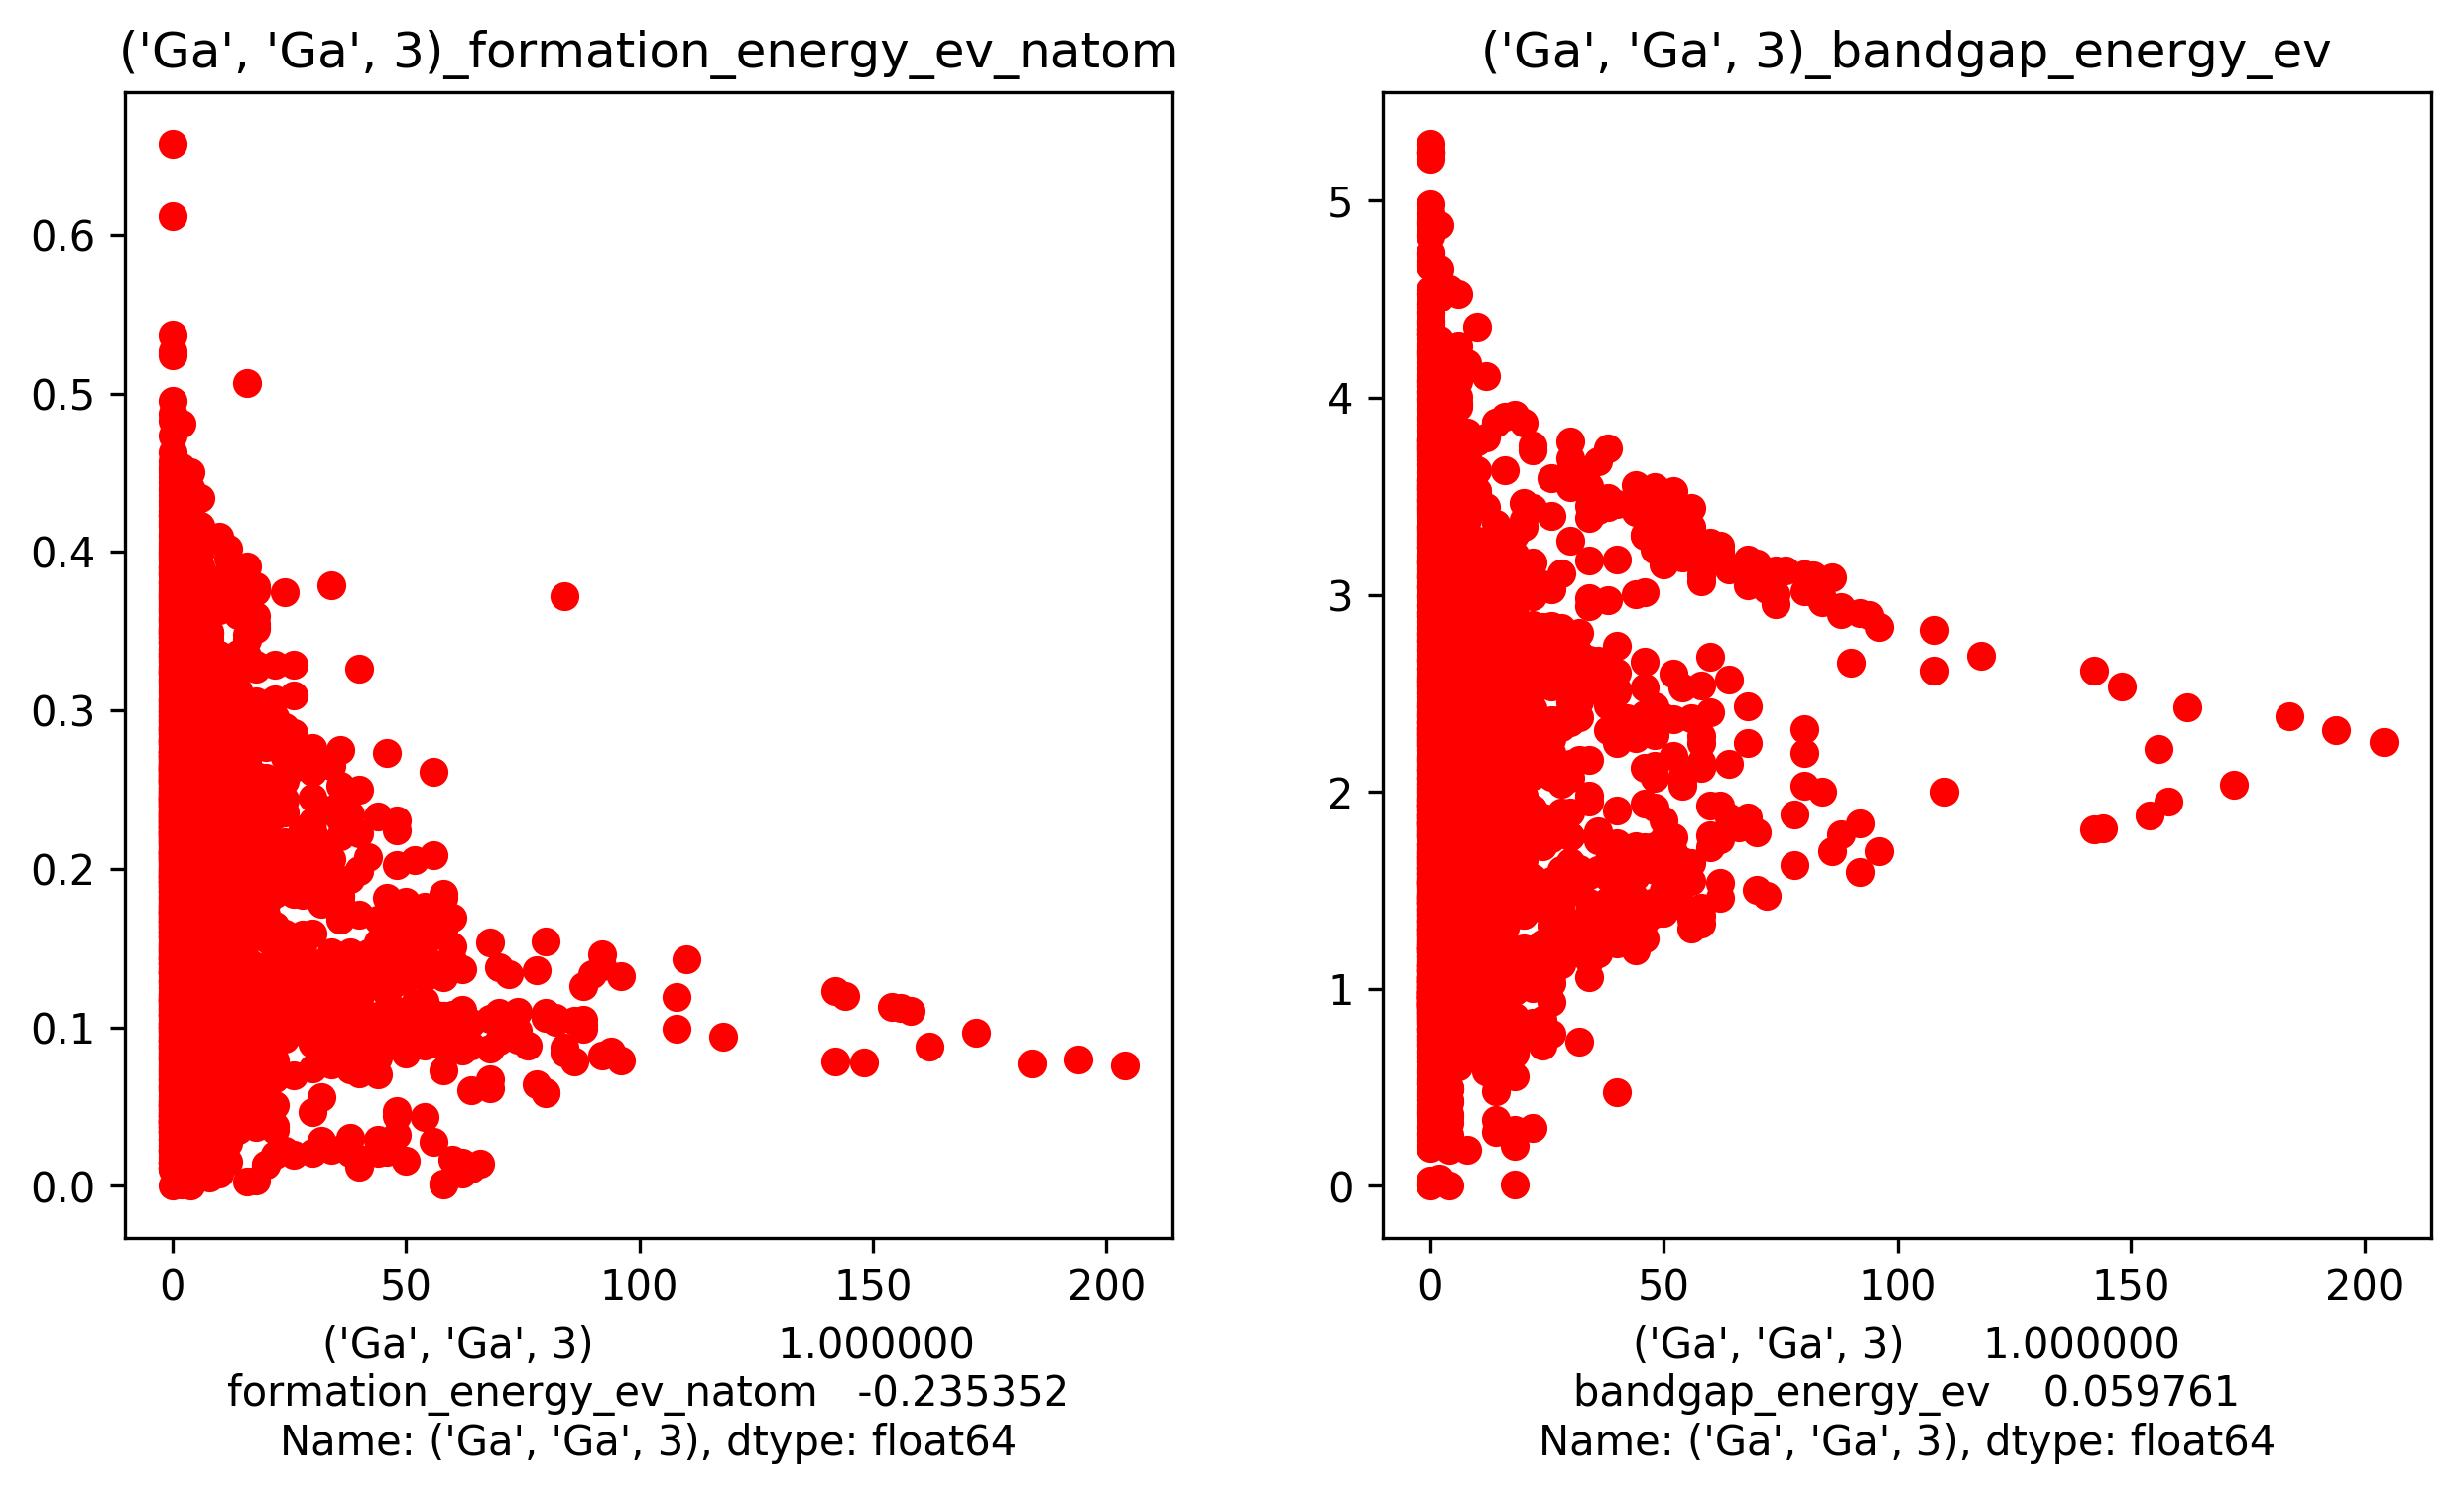 ('Ga', 'Ga', 3)_formation_energy_ev_natom
0.6
0.5
0.4
0.3
0.2
0.1
0.0
0 50 100 150 200
('Ga', 'Ga', 3) 1.000000
formation_energy_ev_natom -0.235352
Name: ('Ga', 'Ga', 3), dtype: float64
('Ga', 'Ga', 3)_bandgap_energy_ev
5
4
3
2
1
0
0 50 100 150 200
('Ga', 'Ga', 3) 1.000000
bandgap_energy_ev 0.059761
Name: ('Ga', 'Ga', 3), dtype: float64